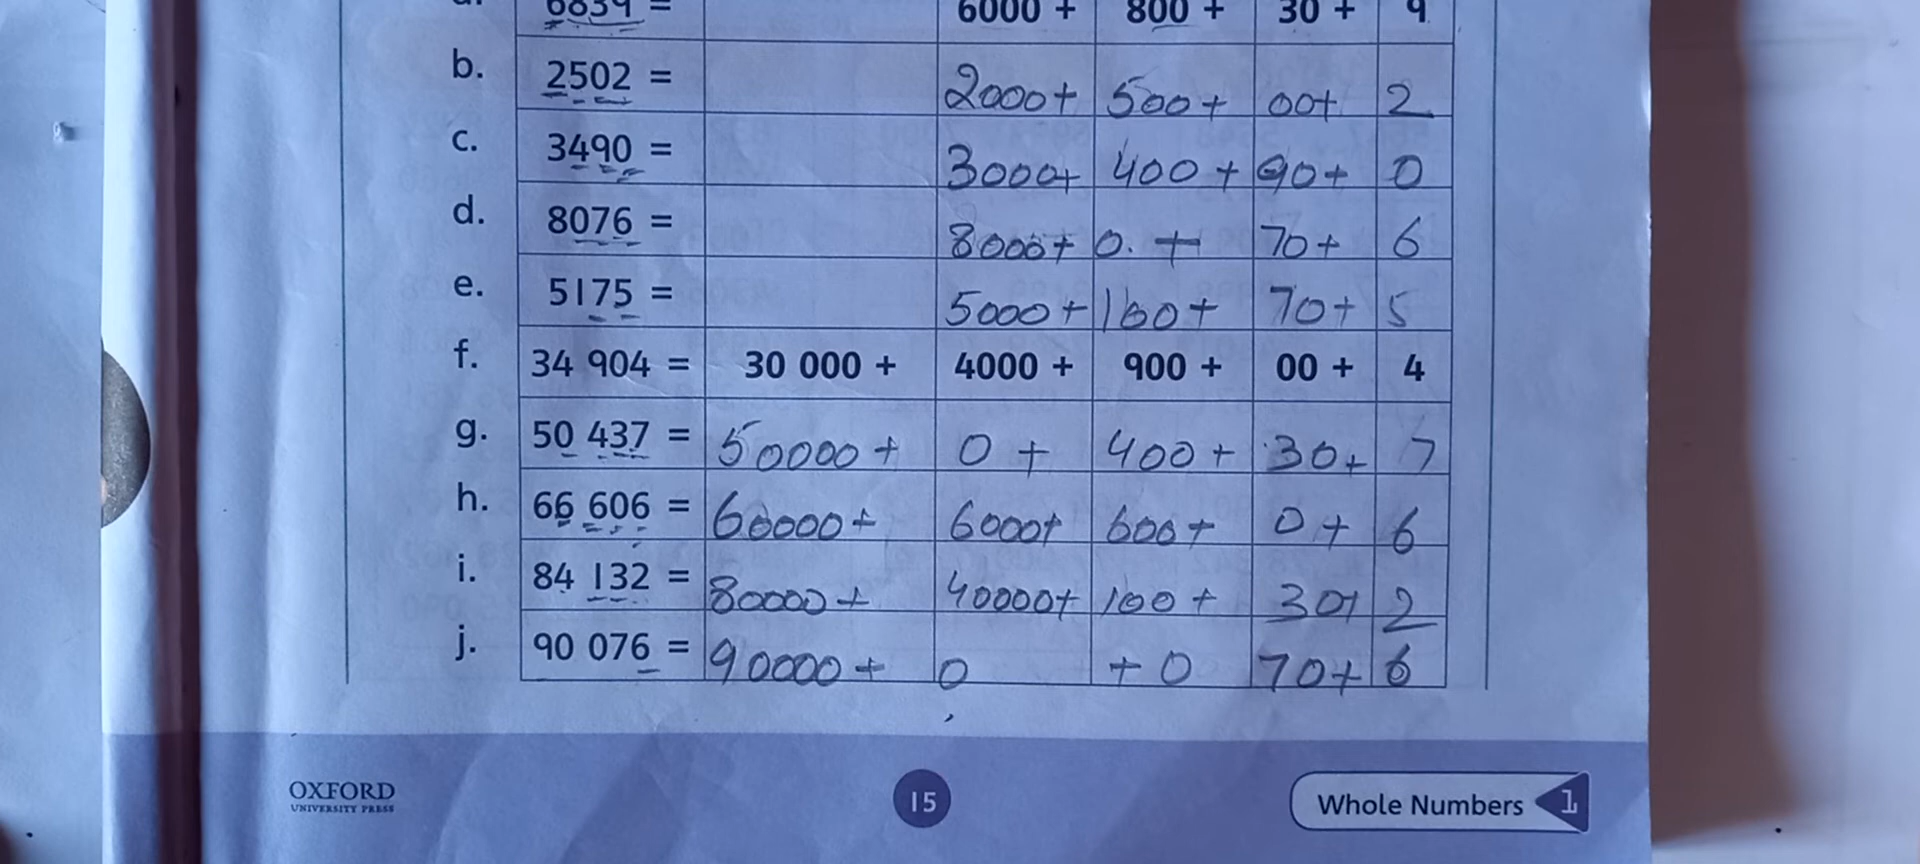 a. 6839 = 6000 + 800 + 30 + 9
b. 2502 = 2000+ 500+ 00+ 2
c. 3490 = 3000+ 400 + 90+ 0
d. 8076 = 8000+ 0. + 70+ 6
e. 5175 = 5000+ 100+ 70+ 5
f. 34 904 = 30 000 + 4000 + 900 + 00 + 4
g. 50 437 = 50000+ 0 + 400+ 30+ 7
h. 66 606 = 60000+ 6000+ 600+ 0 + 6
i. 84 132 = 80000+ 40000+ 100+ 30+ 2
j. 90 076 = 90000+ 0 + 0 70+ 6
OXFORD
UNIVERSITY PRESS
15
Whole Numbers 1